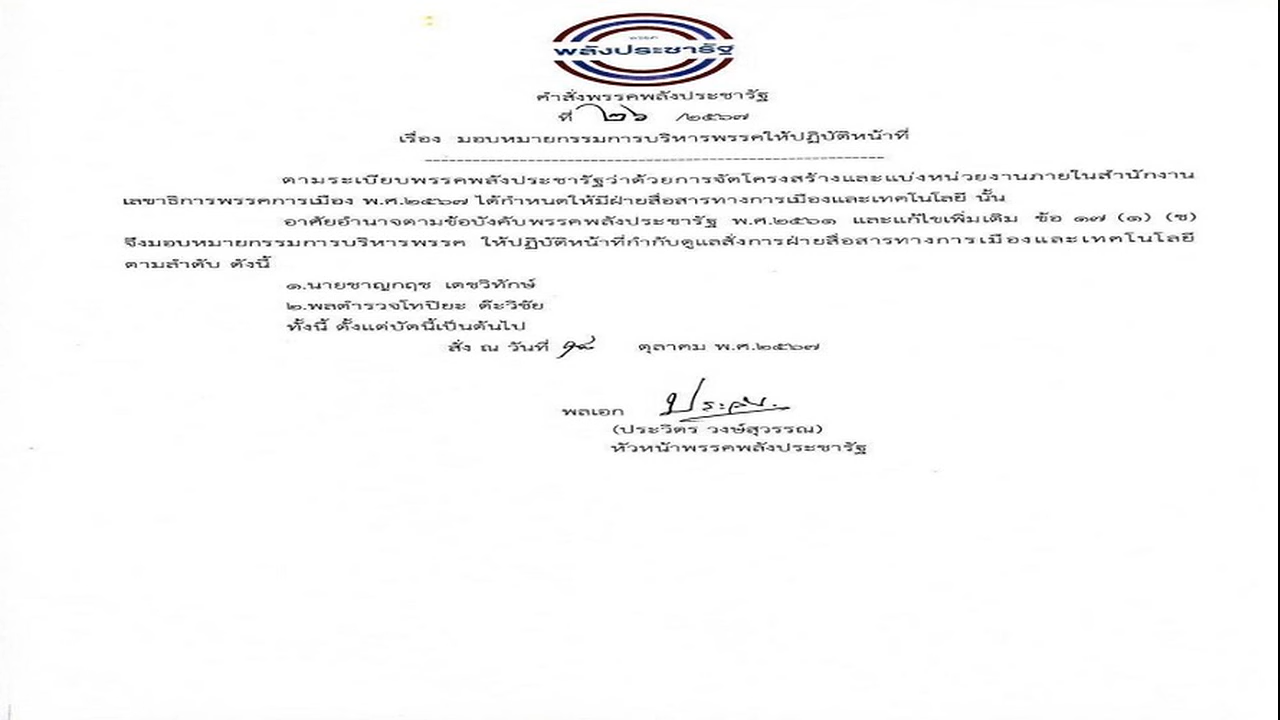 พรรค
พลังประชารัฐ
คำสั่งพรรคพลังประชารัฐ
ที่ ๒๖ /๒๕๖๗
เรื่อง มอบหมายกรรมการบริหารพรรคให้ปฏิบัติหน้าที่
ตามระเบียบพรรคพลังประชารัฐว่าด้วยการจัดโครงสร้างและแบ่งหน่วยงานภายในสำนักงาน
เลขาธิการพรรคการเมือง พ.ศ.๒๕๖๗ ได้กำหนดให้มีฝ่ายสื่อสารทางการเมืองและเทคโนโลยี นั้น
อาศัยอำนาจตามข้อบังคับพรรคพลังประชารัฐ พ.ศ.๒๕๖๑ และแก้ไขเพิ่มเติม ข้อ ๑๗ (๑) (ซ)
จึงมอบหมายกรรมการบริหารพรรค ให้ปฏิบัติหน้าที่กำกับดูแลสั่งการฝ่ายสื่อสารทางการเมืองและเทคโนโลยี
ตามลำดับ ดังนี้
๑.นายชาญกฤช เดชวิทักษ์
๒.พลตำรวจโทปิยะ ต๊ะวิชัย
ทั้งนี้ ตั้งแต่บัดนี้เป็นต้นไป
สั่ง ณ วันที่ ๑๘ ตุลาคม พ.ศ.๒๕๖๗
พลเอก
(ประวิตร วงษ์สุวรรณ)
หัวหน้าพรรคพลังประชารัฐ